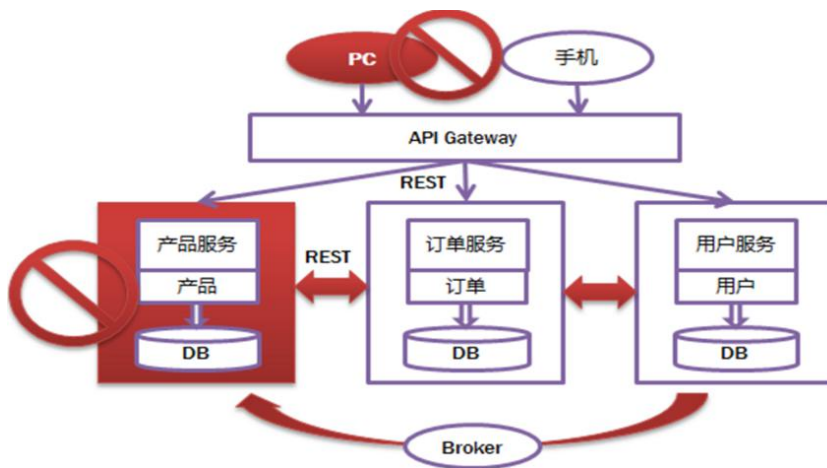 PC
手机
API Gateway
REST
产品服务
产品
DB
REST
订单服务
订单
DB
用户服务
用户
DB
Broker